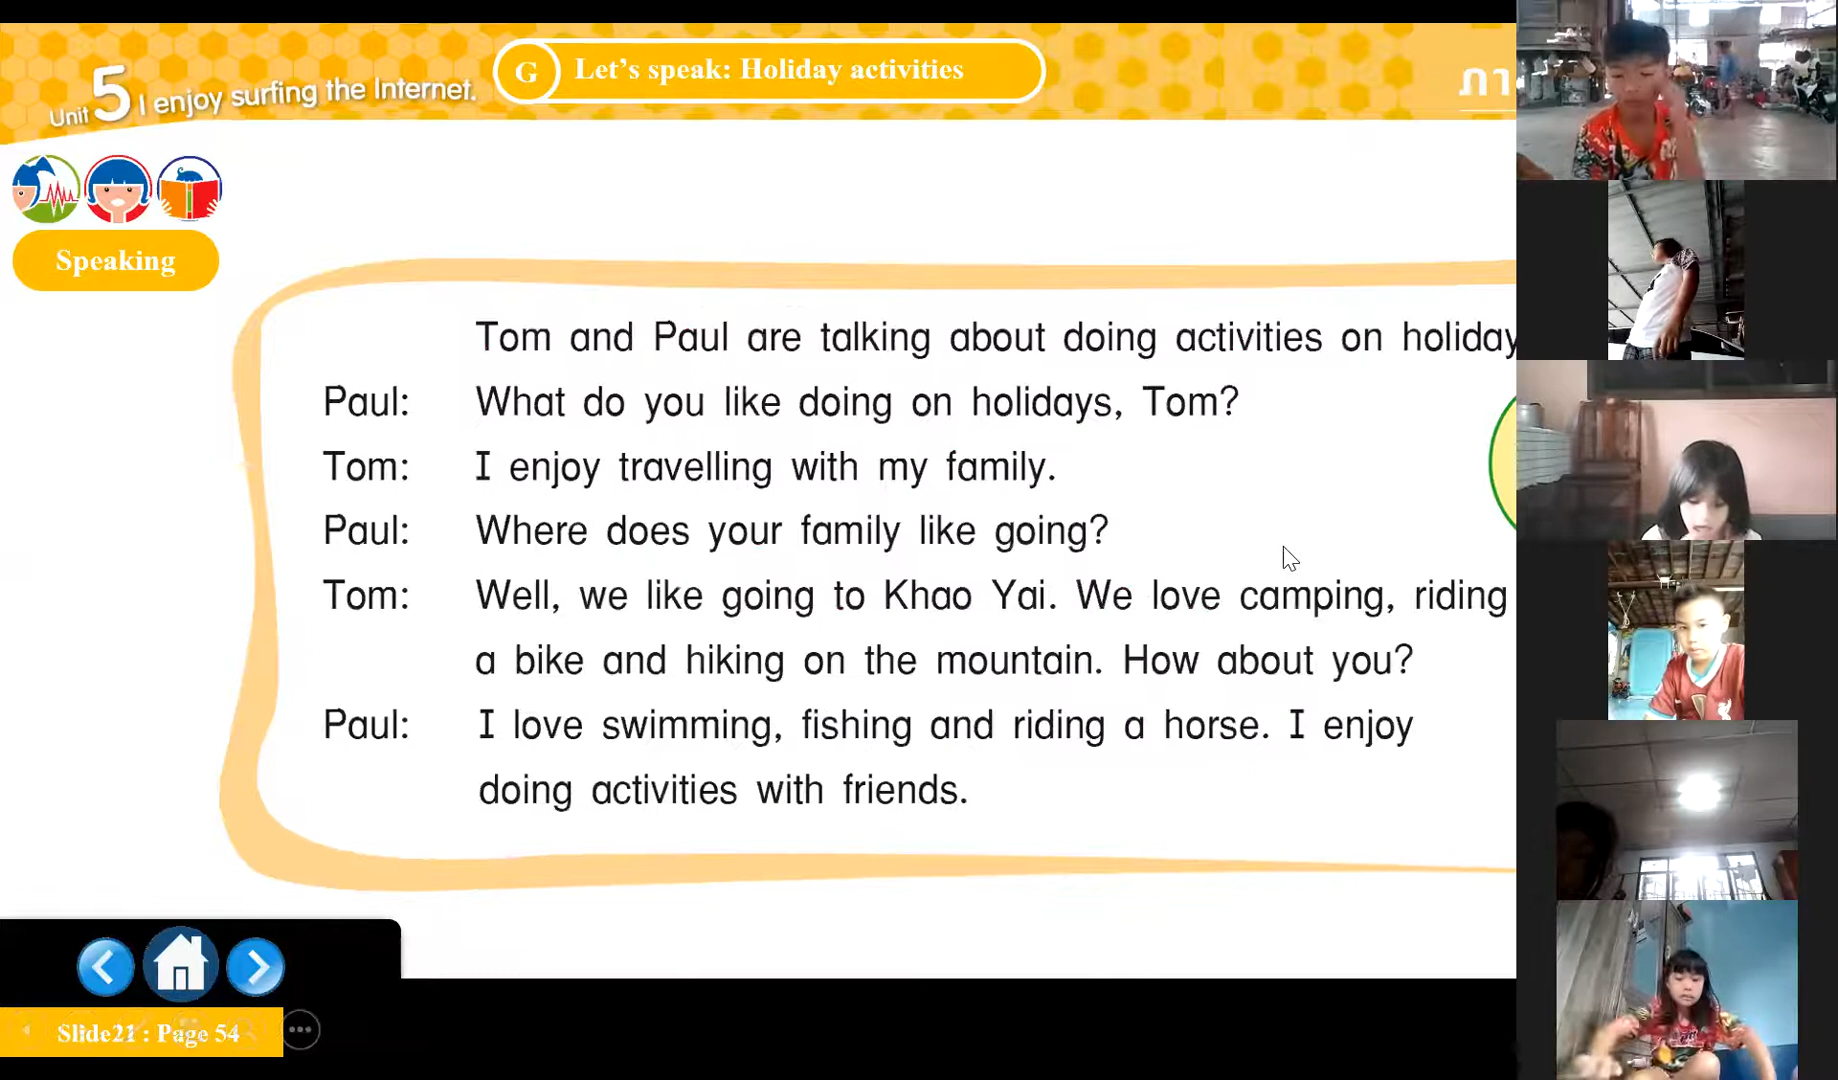 Unit 5 I enjoy surfing the Internet.
G Let's speak: Holiday activities
ภา
Speaking
Tom and Paul are talking about doing activities on holiday
Paul: What do you like doing on holidays, Tom?
Tom: I enjoy travelling with my family.
Paul: Where does your family like going?
Tom: Well, we like going to Khao Yai. We love camping, riding
a bike and hiking on the mountain. How about you?
Paul: I love swimming, fishing and riding a horse. I enjoy
doing activities with friends.
Slide21 : Page 54